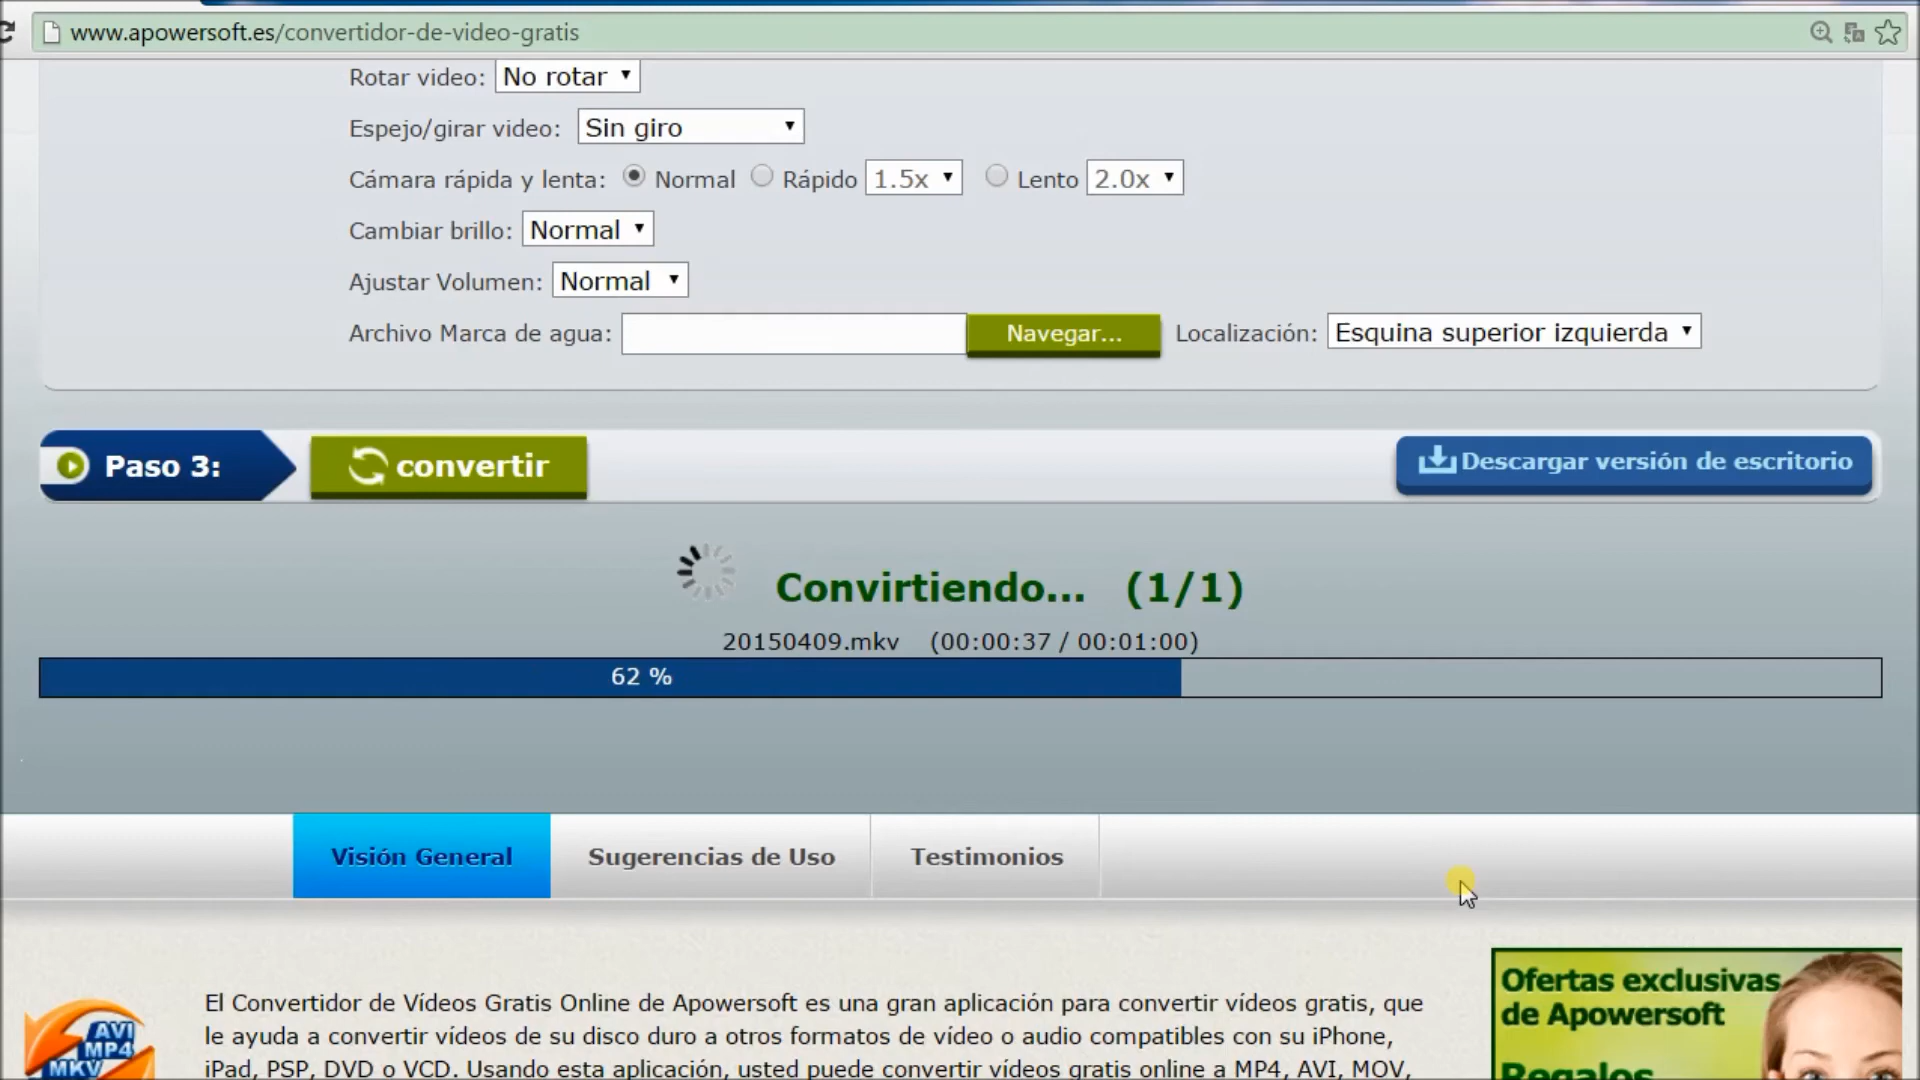 www.apowersoft.es/convertidor-de-video-gratis
Rotar video: No rotar
Espejo/girar video: Sin giro
Cámara rápida y lenta: Normal Rápido 1.5x Lento 2.0x
Cambiar brillo: Normal
Ajustar Volumen: Normal
Archivo Marca de agua: Navegar... Localización: Esquina superior izquierda
Paso 3: convertir Descargar versión de escritorio
Convirtiendo... (1/1)
20150409.mkv (00:00:37 / 00:01:00)
62 %
Visión General Sugerencias de Uso Testimonios
El Convertidor de Vídeos Gratis Online de Apowersoft es una gran aplicación para convertir vídeos gratis, que
le ayuda a convertir vídeos de su disco duro a otros formatos de vídeo o audio compatibles con su iPhone,
iPad, PSP, DVD o VCD. Usando esta aplicación, usted puede convertir vídeos gratis online a MP4, AVI, MOV,
AVI
MP4
MKV
Ofertas exclusivas
de Apowersoft
Regalos